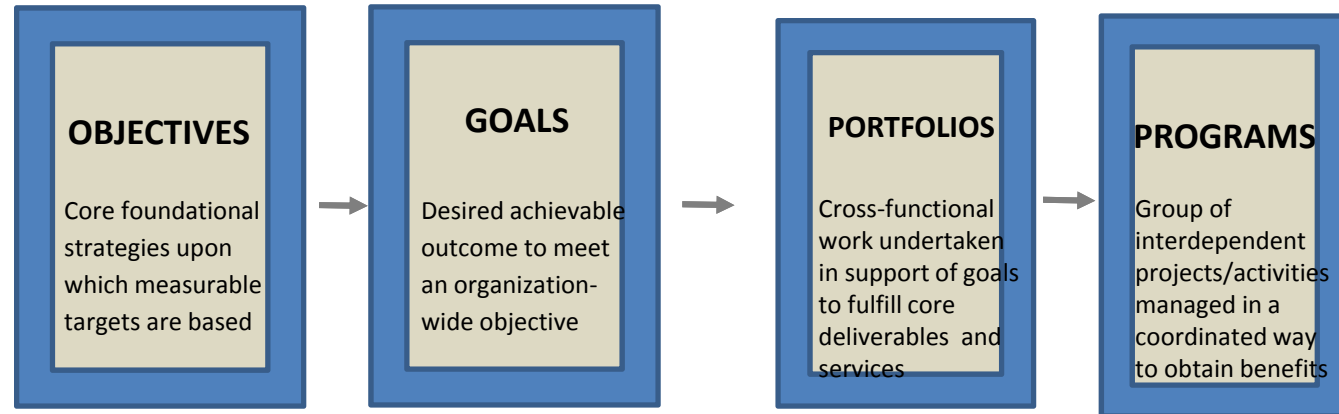 OBJECTIVES
Core foundational
strategies upon
which measurable
targets are based
GOALS
Desired achievable
outcome to meet
an organization-
wide objective
PORTFOLIOS
Cross-functional
work undertaken
in support of goals
to fulfill core
deliverables and
services
PROGRAMS
Group of
interdependent
projects/activities
managed in a
coordinated way
to obtain benefits